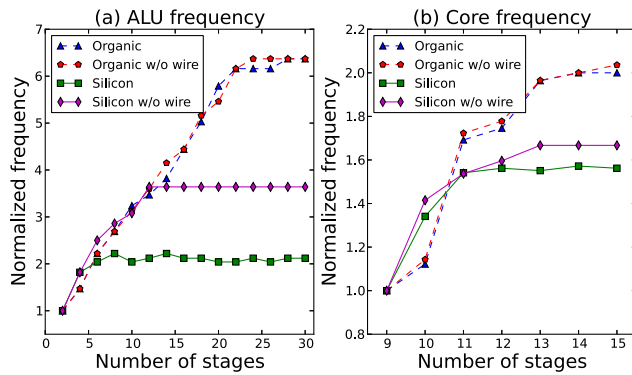 (a) ALU frequency
Normalized frequency
7
6
5
4
3
2
1
Organic
Organic w/o wire
Silicon
Silicon w/o wire
0 5 10 15 20 25 30
Number of stages
(b) Core frequency
Normalized frequency
2.2
2.0
1.8
1.6
1.4
1.2
1.0
0.8
Organic
Organic w/o wire
Silicon
Silicon w/o wire
9 10 11 12 13 14 15
Number of stages